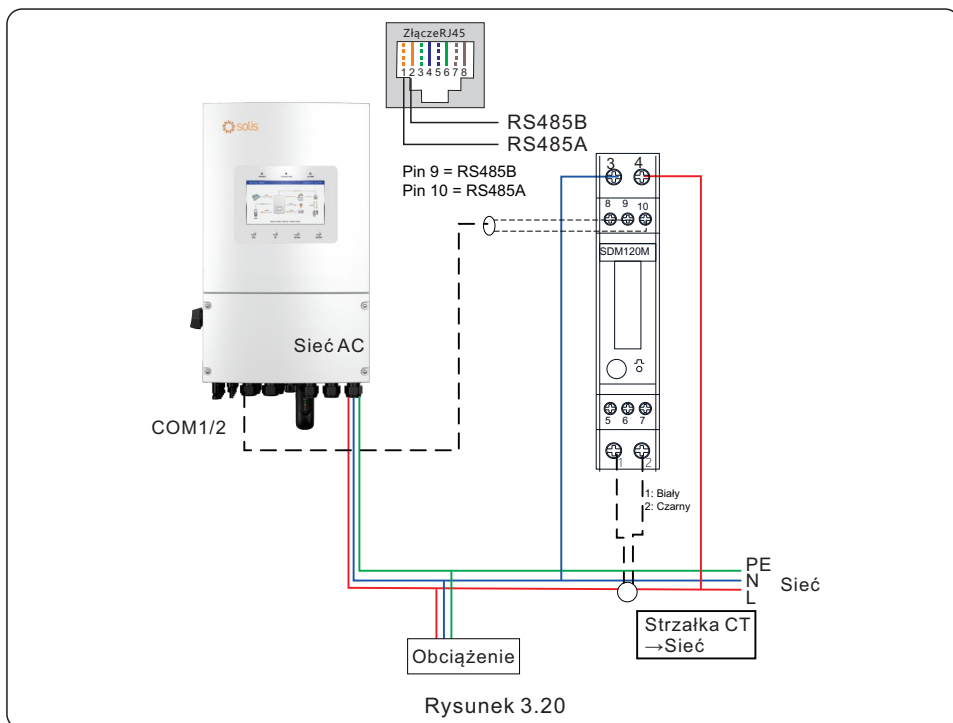 ZłączeRJ45
1 2 3 4 5 6 7 8
RS485B
RS485A
Pin 9 = RS485B
Pin 10 = RS485A
solis
3 4
8 9 10
SDM120M
Sieć AC
5 6 7
COM1/2
1 2
1: Biały
2: Czarny
PE
N
L
Sieć
Strzałka CT
→Sieć
Obciążenie
Rysunek 3.20